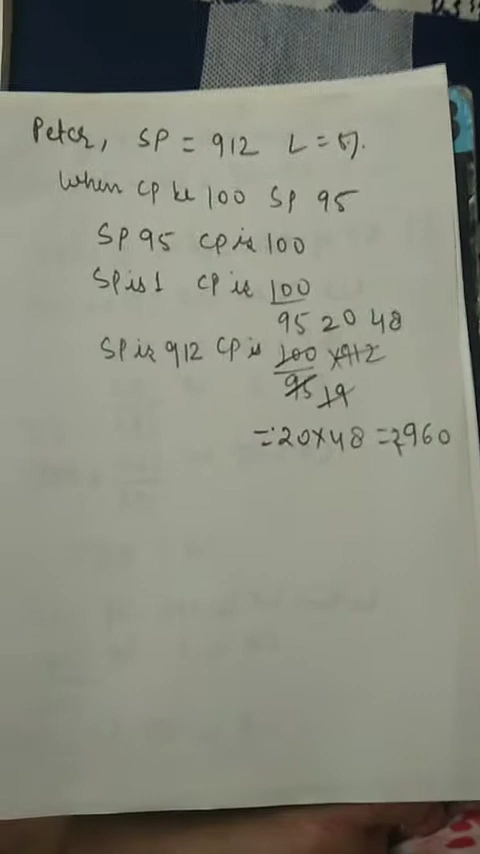 Peter, SP = 912 L = 5%.
When CP be 100 SP 95
SP 95 CP is 100
SP is 1 CP is 100
95 20 48
SP is 912 CP is 100 x 912
95 19
= 20 x 48 = ₹960